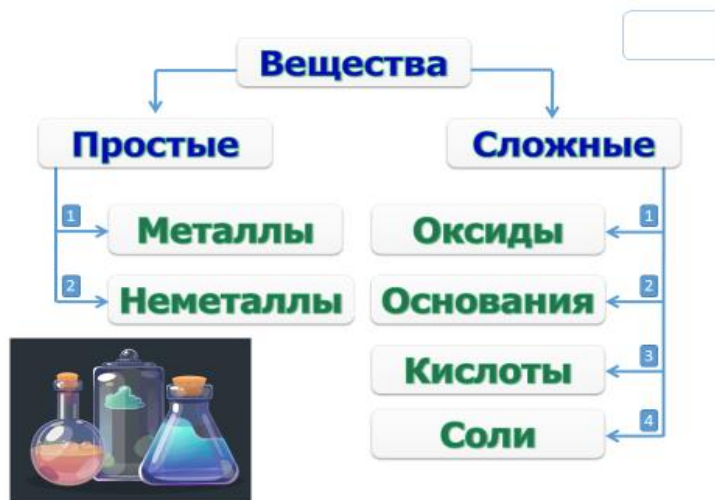 Вещества
Простые
Сложные
1
Металлы
2
Неметаллы
1
Оксиды
2
Основания
3
Кислоты
4
Соли